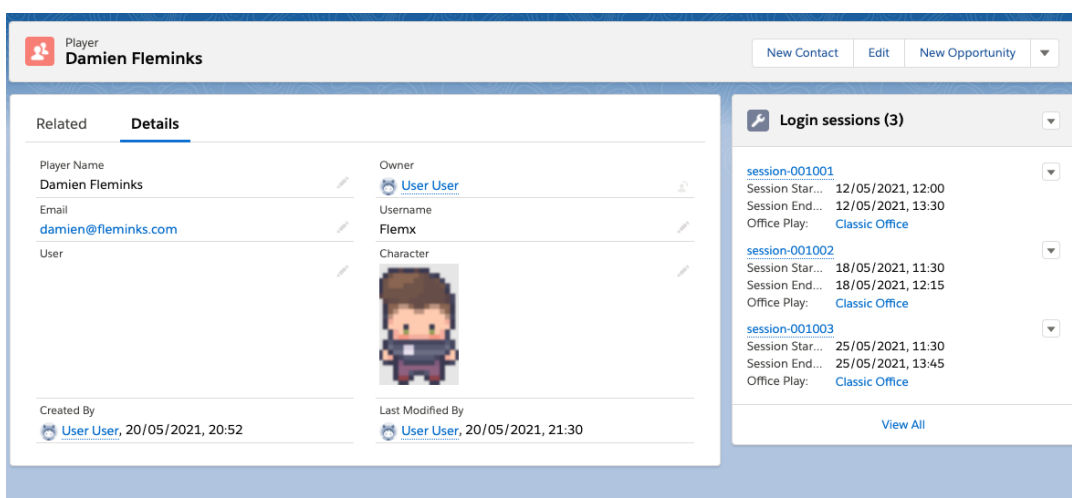 Player
Damien Fleminks
New Contact
Edit
New Opportunity
Related
Details
Player Name
Damien Fleminks
Owner
User User
Email
damien@fleminks.com
Username
Flemx
User
Character
Created By
User User, 20/05/2021, 20:52
Last Modified By
User User, 20/05/2021, 21:30
Login sessions (3)
session-001001
Session Star... 12/05/2021, 12:00
Session End... 12/05/2021, 13:30
Office Play: Classic Office
session-001002
Session Star... 18/05/2021, 11:30
Session End... 18/05/2021, 12:15
Office Play: Classic Office
session-001003
Session Star... 25/05/2021, 11:30
Session End... 25/05/2021, 13:45
Office Play: Classic Office
View All